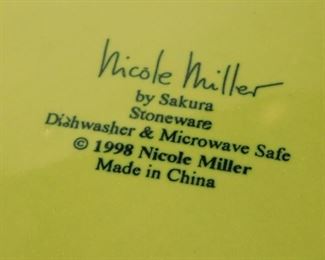 Nicole Miller
by Sakura
Stoneware
Dishwasher & Microwave Safe
© 1998 Nicole Miller
Made in China